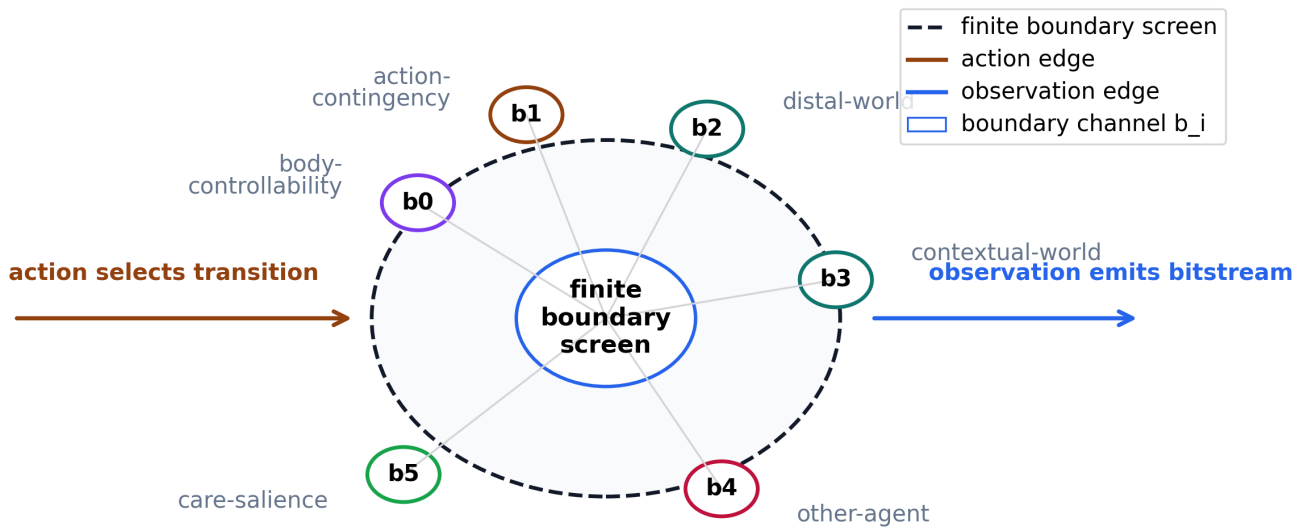 finite boundary screen
action edge
observation edge
boundary channel b_i
action-
contingency
b1
distal-world
b2
body-
controllability
b0
contextual-world
b3
action selects transition
observation emits bitstream
finite
boundary
screen
b5
care-salience
b4
other-agent